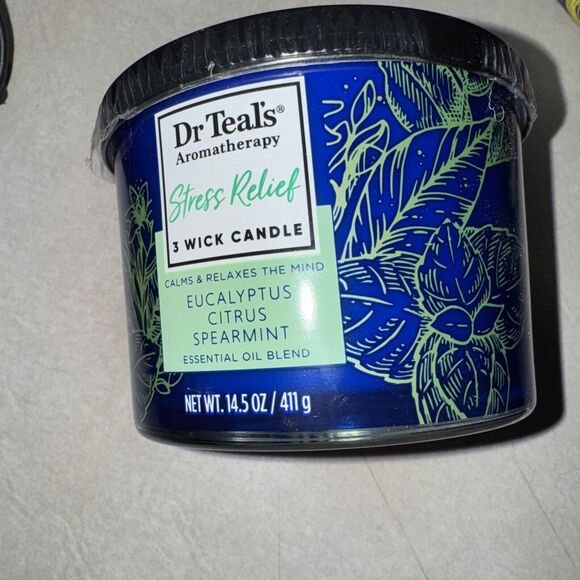 Dr Teal's®
Aromatherapy
Stress Relief
3 WICK CANDLE
CALMS & RELAXES THE MIND
EUCALYPTUS
CITRUS
SPEARMINT
ESSENTIAL OIL BLEND
NET WT. 14.5 OZ / 411 g